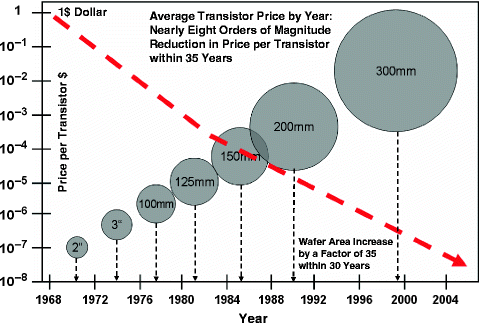 1$ Dollar
Average Transistor Price by Year:
Nearly Eight Orders of Magnitude
Reduction in Price per Transistor
within 35 Years
Price per Transistor $
1
10⁻¹
10⁻²
10⁻³
10⁻⁴
10⁻⁵
10⁻⁶
10⁻⁷
10⁻⁸
2"
3"
100mm
125mm
150mm
200mm
300mm
Wafer Area Increase
by a Factor of 35
within 30 Years
1968 1972 1976 1980 1984 1988 1992 1996 2000 2004
Year